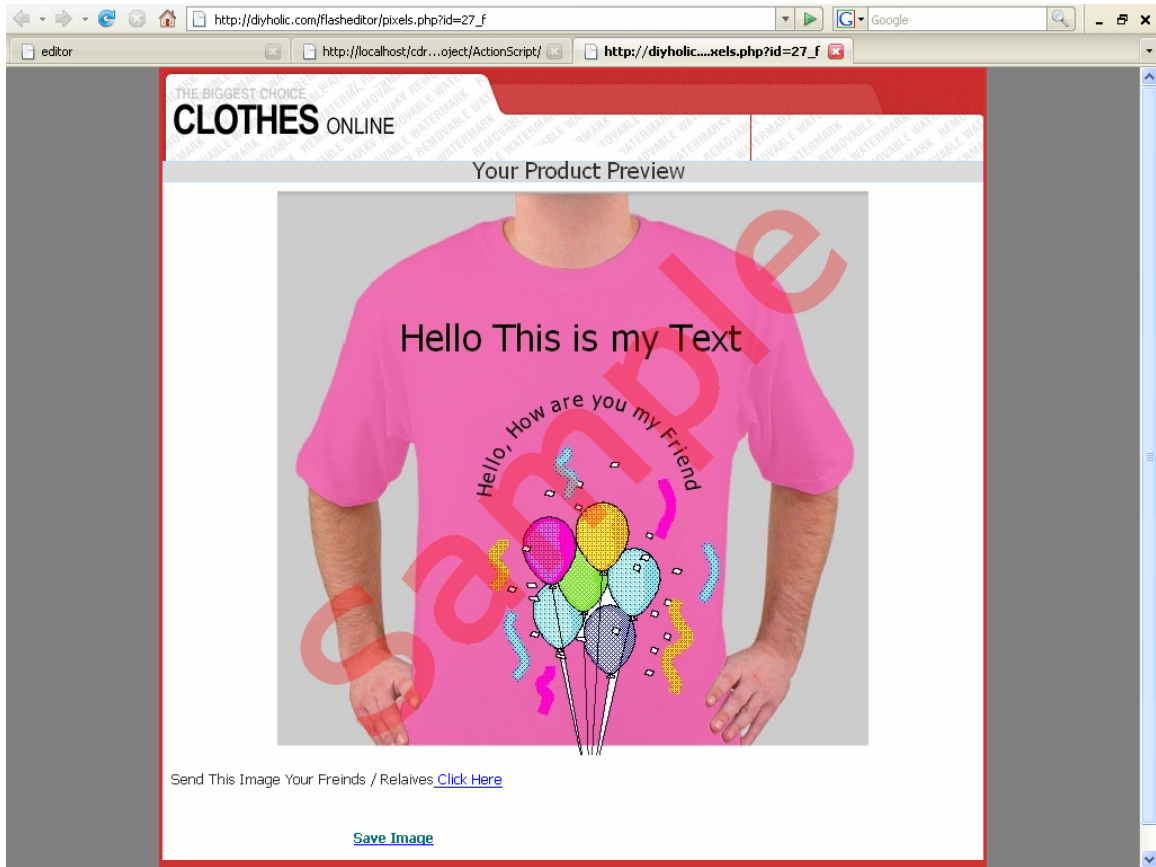 http://diyholic.com/flasheditor/pixels.php?id=27_f
G
Google
editor
http://localhost/cdr...oject/ActionScript/
http://diyholic....xels.php?id=27_f
THE BIGGEST CHOICE
CLOTHES ONLINE
REMOVABLE WATERMARK
Your Product Preview
Hello This is my Text
Hello, How are you my Friend
Sample
Send This Image Your Freinds / Relaives Click Here
Save Image